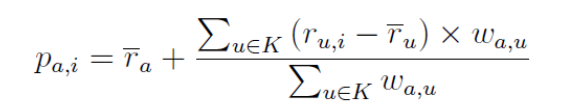 $p_{a,i} = \overline{r}_a + \frac{\sum_{u \in K} (r_{u,i} - \overline{r}_u) \times w_{a,u}}{\sum_{u \in K} w_{a,u}}$